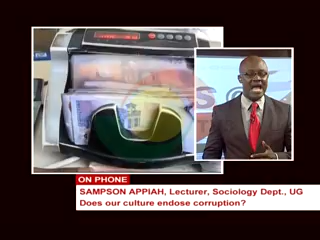 ON PHONE
SAMPSON APPIAH, Lecturer, Sociology Dept., UG
Does our culture endose corruption?